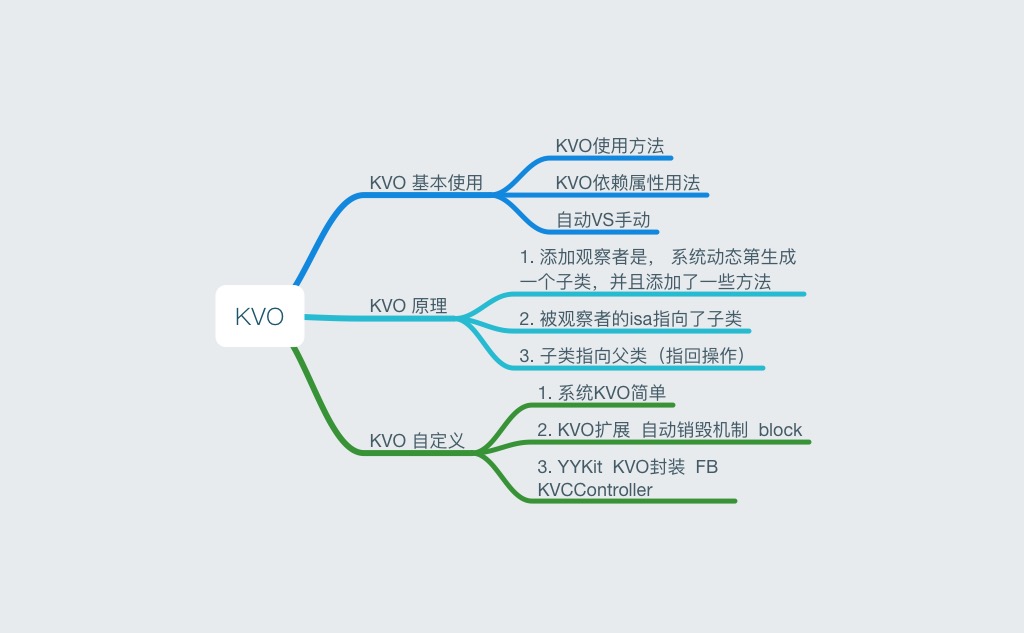 KVO
KVO 基本使用
KVO使用方法
KVO依赖属性用法
自动VS手动
KVO 原理
1. 添加观察者是， 系统动态第生成
一个子类，并且添加了一些方法
2. 被观察者的isa指向了子类
3. 子类指向父类（指回操作）
KVO 自定义
1. 系统KVO简单
2. KVO扩展 自动销毁机制 block
3. YYKit KVO封装 FB
KVCController